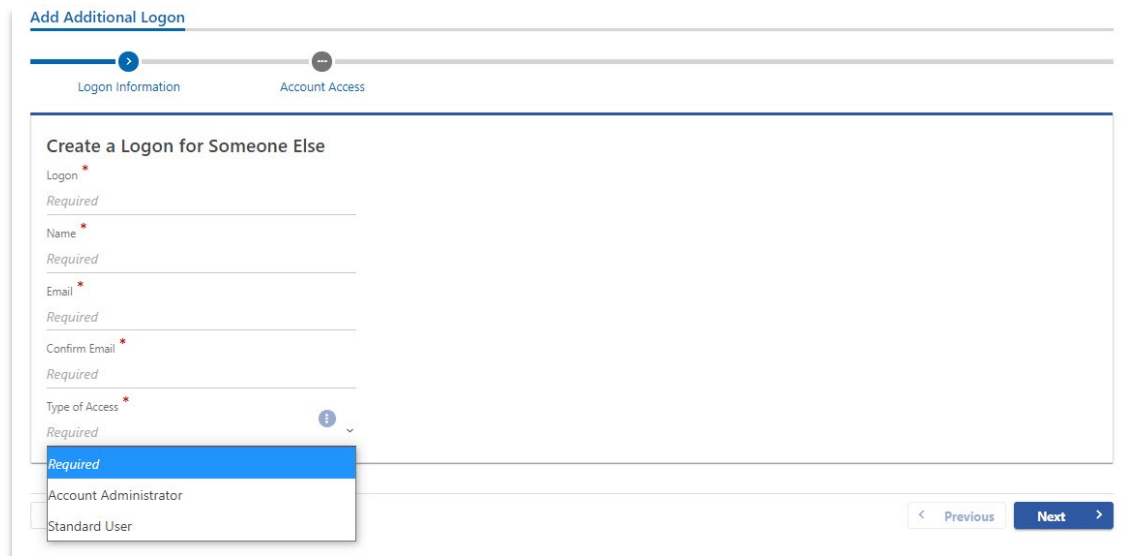 Add Additional Logon
Logon Information
Account Access
Create a Logon for Someone Else
Logon *
Required
Name *
Required
Email *
Required
Confirm Email *
Required
Type of Access *
Required
Required
Account Administrator
Standard User
Previous
Next